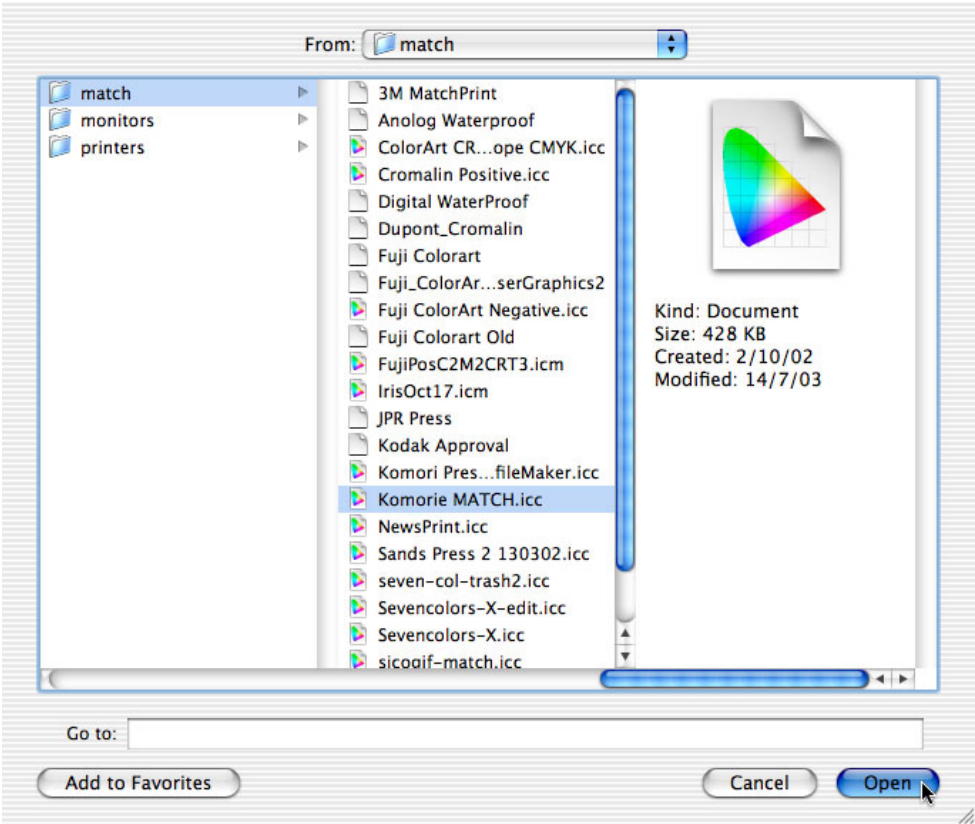 From: match
match
monitors
printers
3M MatchPrint
Anolog Waterproof
ColorArt CR...ope CMYK.icc
Cromalin Positive.icc
Digital WaterProof
Dupont_Cromalin
Fuji Colorart
Fuji_ColorAr...serGraphics2
Fuji ColorArt Negative.icc
Fuji Colorart Old
FujiPosC2M2CRT3.icm
IrisOct17.icm
JPR Press
Kodak Approval
Komori Pres...fileMaker.icc
Komorie MATCH.icc
NewsPrint.icc
Sands Press 2 130302.icc
seven-col-trash2.icc
Sevencolors-X-edit.icc
Sevencolors-X.icc
sicogif-match.icc
Kind: Document
Size: 428 KB
Created: 2/10/02
Modified: 14/7/03
Go to:
Add to Favorites
Cancel
Open